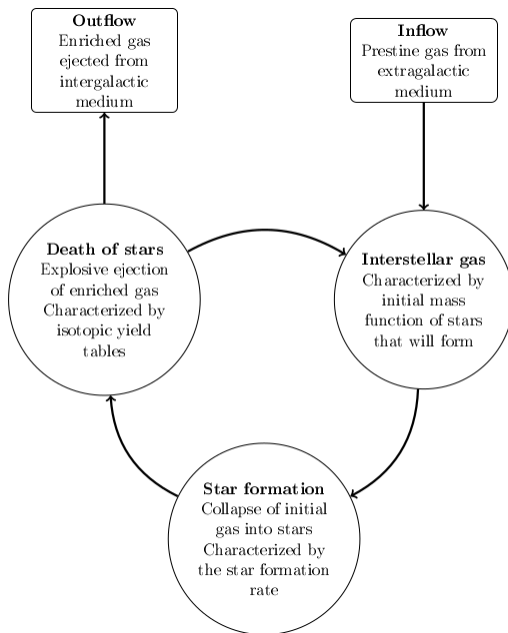 Outflow
Enriched gas
ejected from
intergalactic
medium
Inflow
Prestine gas from
extragalactic
medium
Death of stars
Explosive ejection
of enriched gas
Characterized by
isotopic yield
tables
Interstellar gas
Characterized by
initial mass
function of stars
that will form
Star formation
Collapse of initial
gas into stars
Characterized by
the star formation
rate